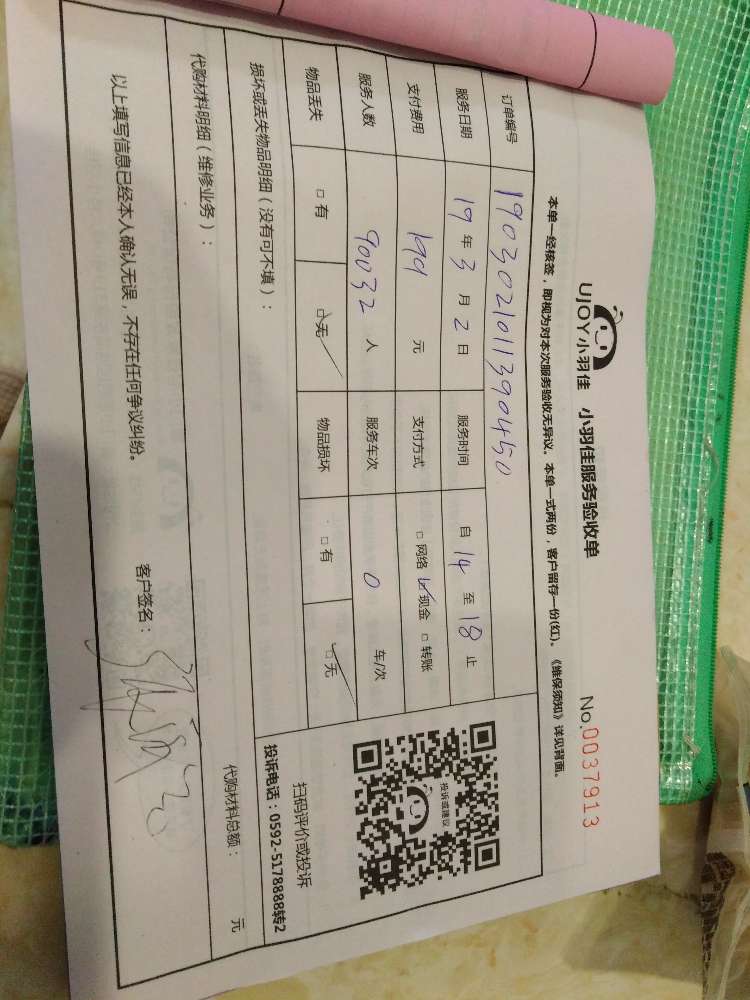 UJOY小羽佳 小羽佳服务验收单 No.0037913
本单一经核签，即视为对本次服务验收无异议。本单一式两份，客户留存一份(红)。《维保须知》详见背面。
订单编号 190302101139045０
服务日期 19 年 3 月 2 日 服务时间 自 14 至 18 止
支付费用 199 元 支付方式 □网络 ☑现金 □转账
服务人数 90032 人 服务车次 0 车/次
物品丢失 □有 ☑无 物品损坏 □有 ☑无
投诉或建议
扫码评价或投诉
投诉电话：0592-5178888转2
损坏或丢失物品明细（没有可不填）：
代购材料明细（维修业务）： 代购材料总额： 元
以上填写信息已经本人确认无误，不存在任何争议纠纷。 客户签名：